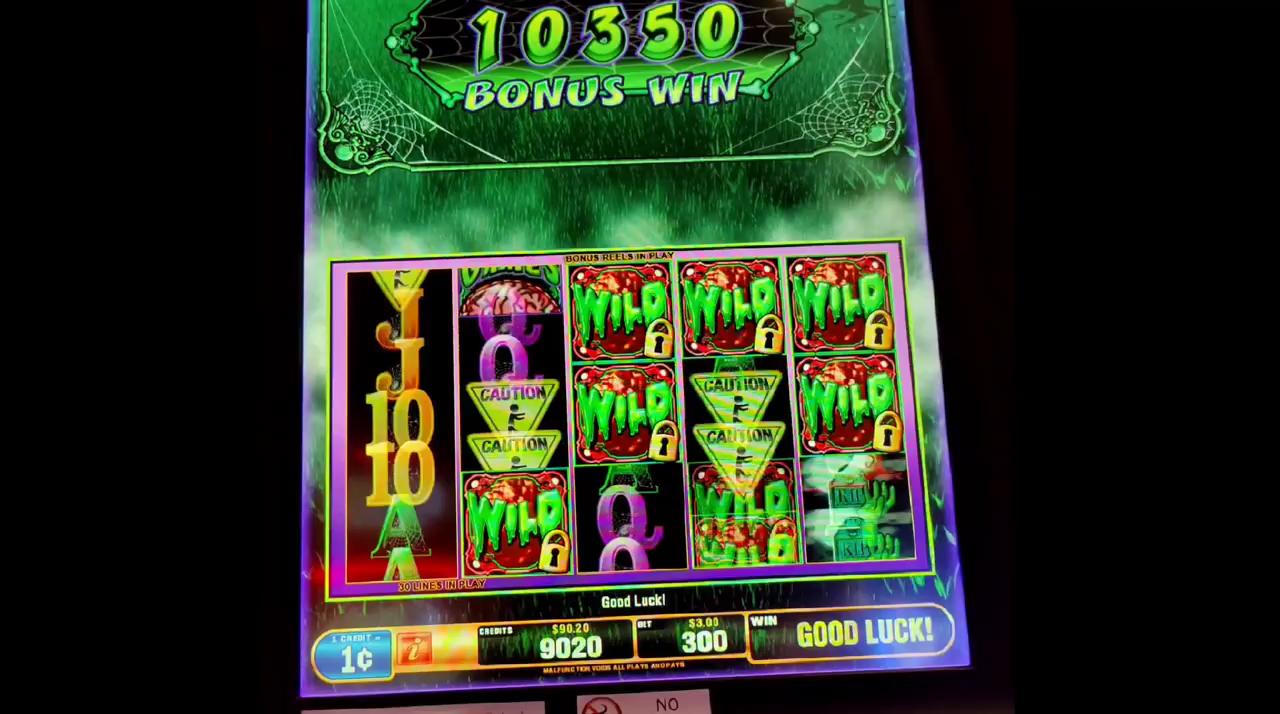 10350
BONUS WIN
BONUS REELS IN PLAY
WILD WILD WILD
J
Q
J
Q
WILD CAUTION WILD
CAUTION
10
CAUTION CAUTION
10
WILD WILD
A
Q
A
Q
30 LINES IN PLAY
Good Luck!
1 CREDIT =
1¢
i
CREDITS
$90.20
9020
BET
$3.00
300
WIN
GOOD LUCK!
MALFUNCTION VOIDS ALL PLAYS AND PAYS
NO